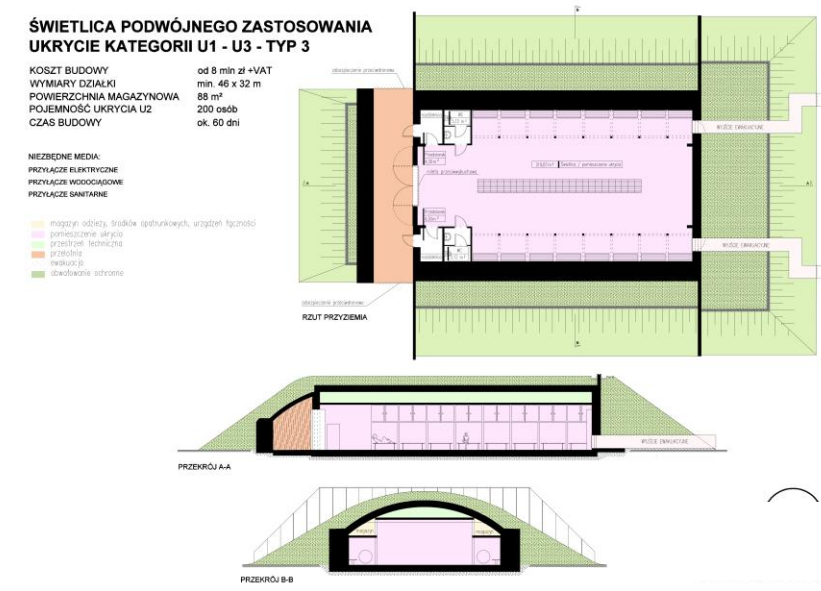 ŚWIETLICA PODWÓJNEGO ZASTOSOWANIA
UKRYCIE KATEGORII U1 - U3 - TYP 3
KOSZT BUDOWY od 8 mln zł +VAT
WYMIARY DZIAŁKI min. 46 x 32 m
POWIERZCHNIA MAGAZYNOWA 88 m²
POJEMNOŚĆ UKRYCIA U2 200 osób
CZAS BUDOWY ok. 60 dni
NIEZBĘDNE MEDIA:
PRZYŁĄCZE ELEKTRYCZNE
PRZYŁĄCZE WODOCIĄGOWE
PRZYŁĄCZE SANITARNE
magazyn odzieży, środków opatrunkowych, urządzeń łączności
pomieszczenie ukrycia
przestrzeń techniczna
przelotnia
ewakuacja
obwałowanie ochronne
WYJŚCIE EWAKUACYJNE
WYJŚCIE EWAKUACYJNE
RZUT PRZYZIEMIA
WYJŚCIE EWAKUACYJNE
PRZEKRÓJ A-A
magazyn
magazyn
PRZEKRÓJ B-B